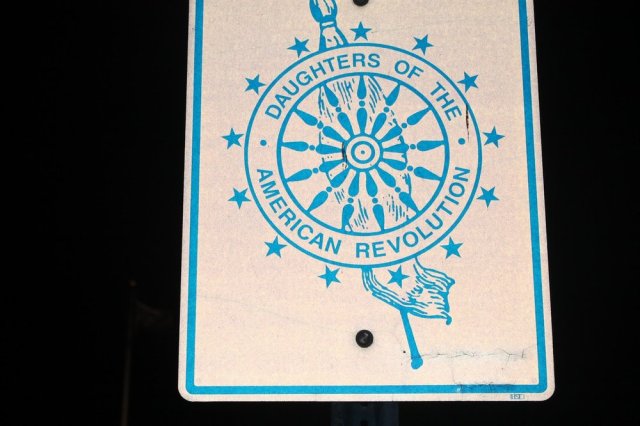 DAUGHTERS OF THE
AMERICAN REVOLUTION